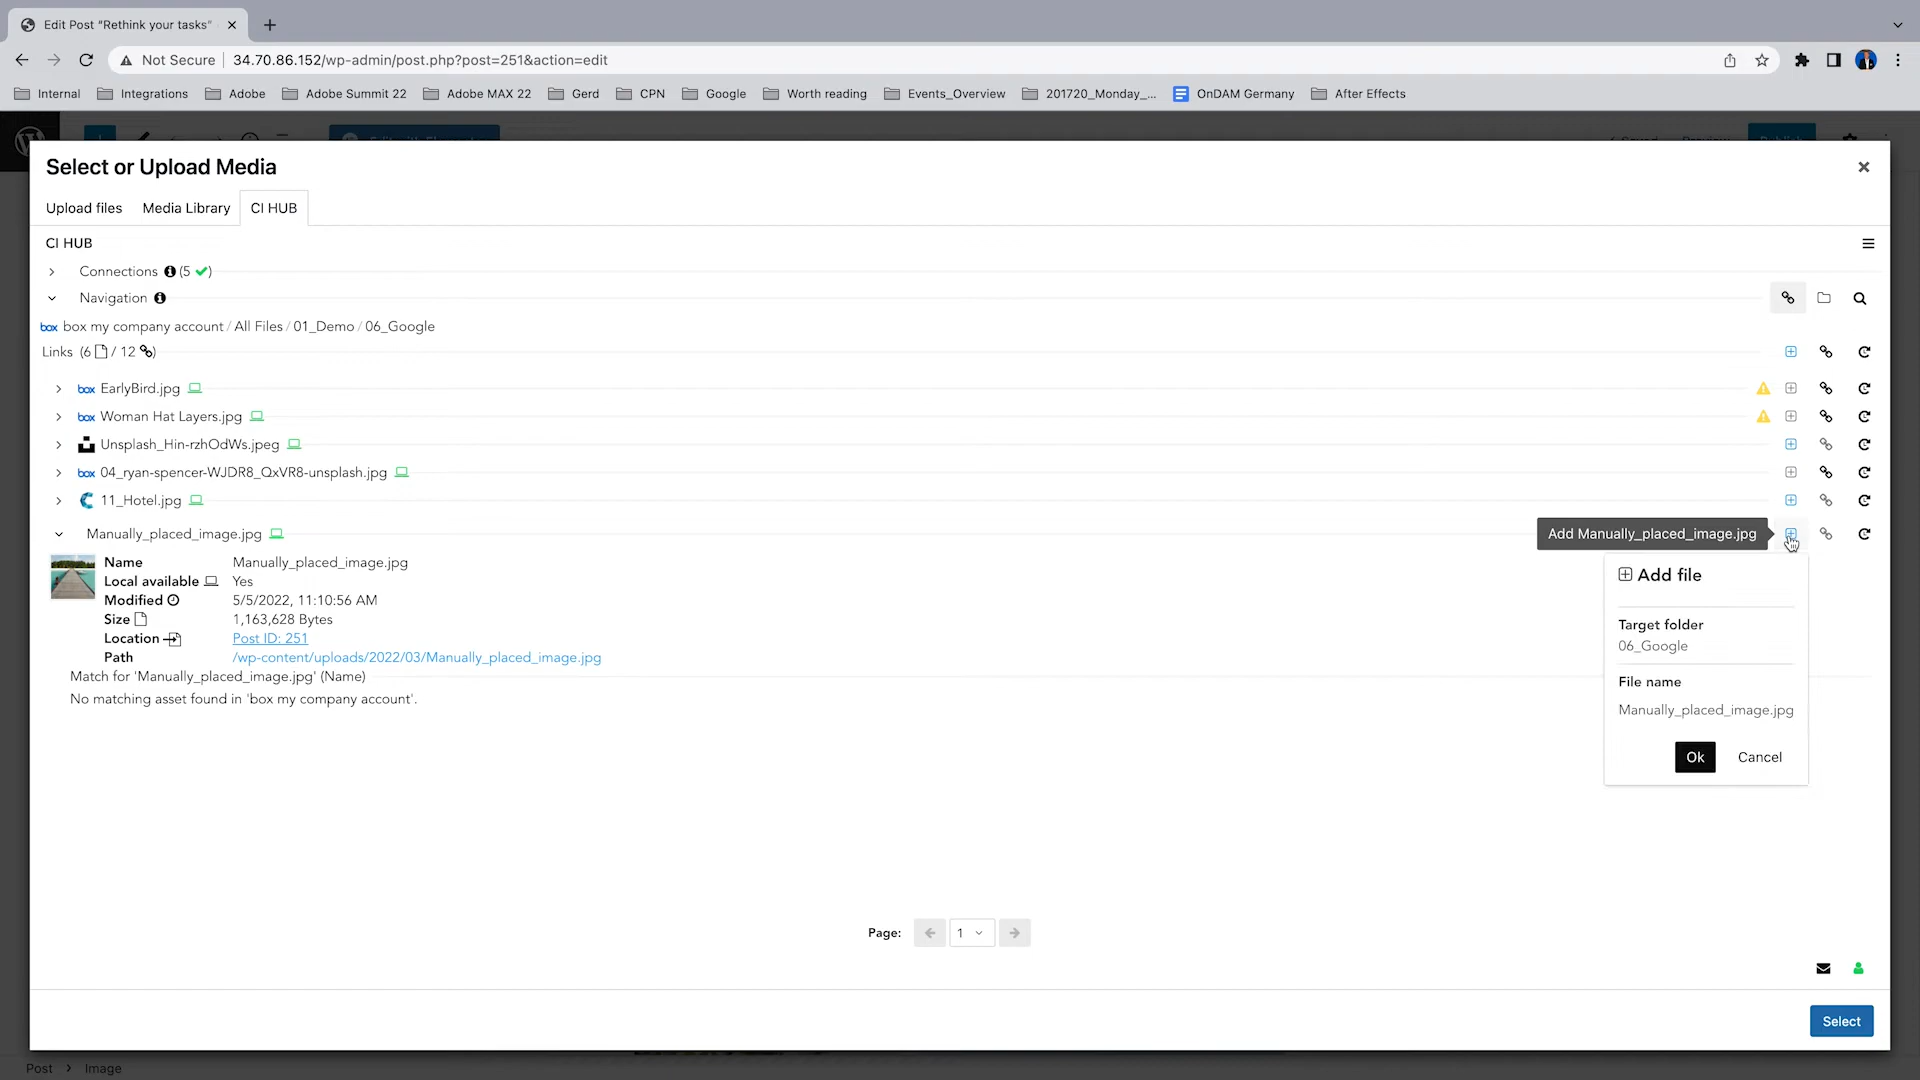 Edit Post “Rethink your tasks”
Not Secure
34.70.86.152/wp-admin/post.php?post=251&action=edit
Internal
Integrations
Adobe
Adobe Summit 22
Adobe MAX 22
Gerd
CPN
Google
Worth reading
Events_Overview
201720_Monday_...
OnDAM Germany
After Effects
Select or Upload Media
Upload files
Media Library
CI HUB
CI HUB
Connections (5 )
Navigation
box box my company account / All Files / 01_Demo / 06_Google
Links (6 / 12 )
box EarlyBird.jpg
box Woman Hat Layers.jpg
Unsplash_Hin-rzhOdWs.jpeg
box 04_ryan-spencer-WJDR8_QxVR8-unsplash.jpg
11_Hotel.jpg
Manually_placed_image.jpg
Add Manually_placed_image.jpg
Name Manually_placed_image.jpg
Local available Yes
Modified 5/5/2022, 11:10:56 AM
Size 1,163,628 Bytes
Location Post ID: 251
Path /wp-content/uploads/2022/03/Manually_placed_image.jpg
Match for 'Manually_placed_image.jpg' (Name)
No matching asset found in 'box my company account'.
Add file
Target folder
06_Google
File name
Manually_placed_image.jpg
Ok
Cancel
Page:
1
Select
Post
Image